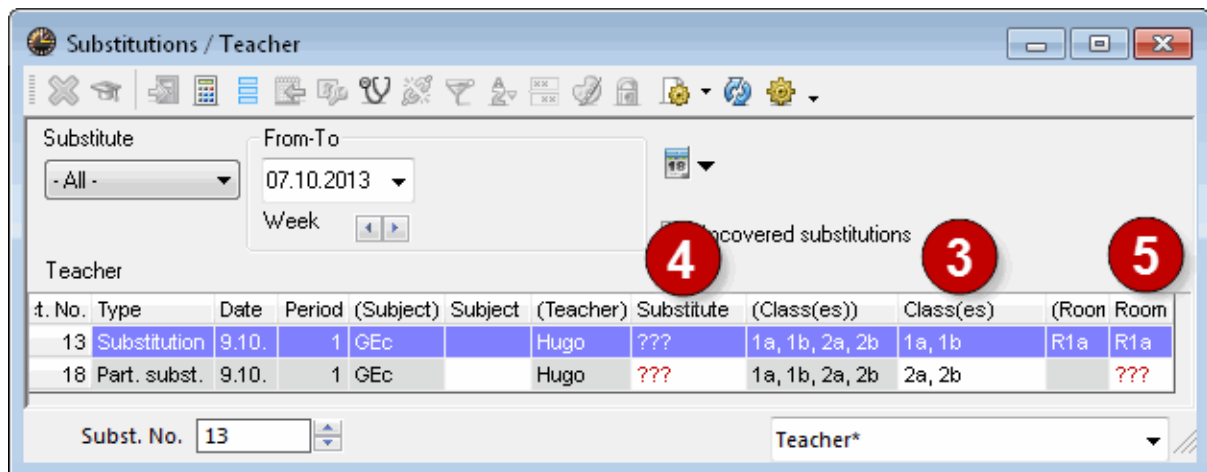 Substitutions / Teacher
Substitute
From-To
- All -
07.10.2013
18
Week
Uncovered substitutions
4
3
5
Teacher
t. No. Type Date Period (Subject) Subject (Teacher) Substitute (Class(es)) Class(es) (Room Room
13 Substitution 9.10. 1 GEc Hugo ??? 1a, 1b, 2a, 2b 1a, 1b R1a R1a
18 Part. subst. 9.10. 1 GEc Hugo ??? 1a, 1b, 2a, 2b 2a, 2b ???
Subst. No. 13
Teacher*